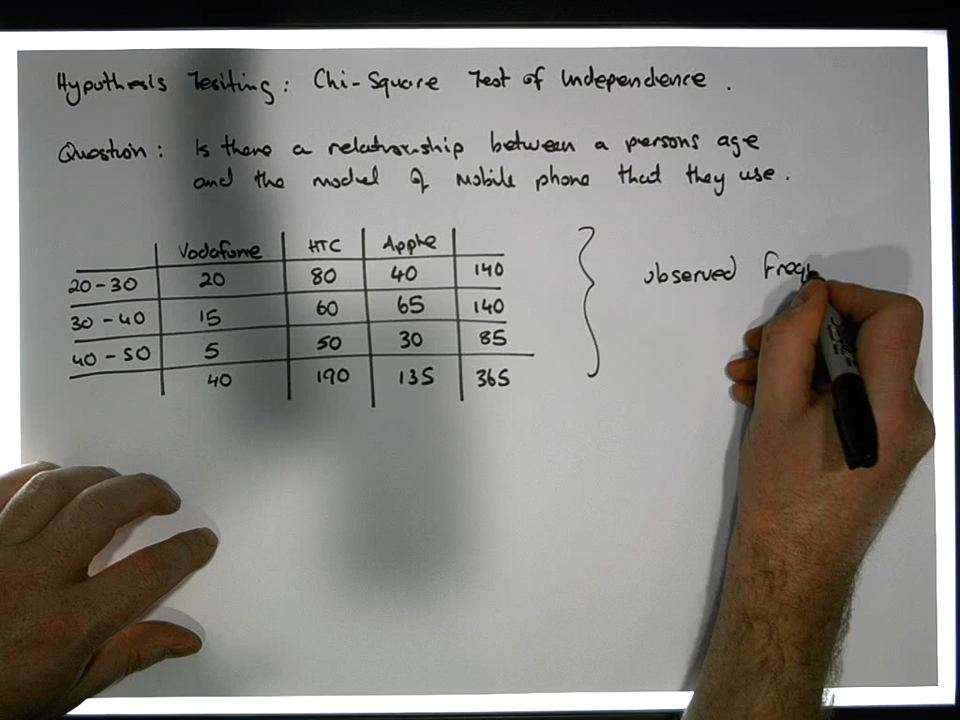 Hypothesis Tesiting: Chi-Square Test of Independence.
Question: Is there a relationship between a persons age
and the model of mobile phone that they use.
Vodafone HTC Apple
20-30 20 80 40 140
30-40 15 60 65 140
40-50 5 50 30 85
40 190 135 365
observed